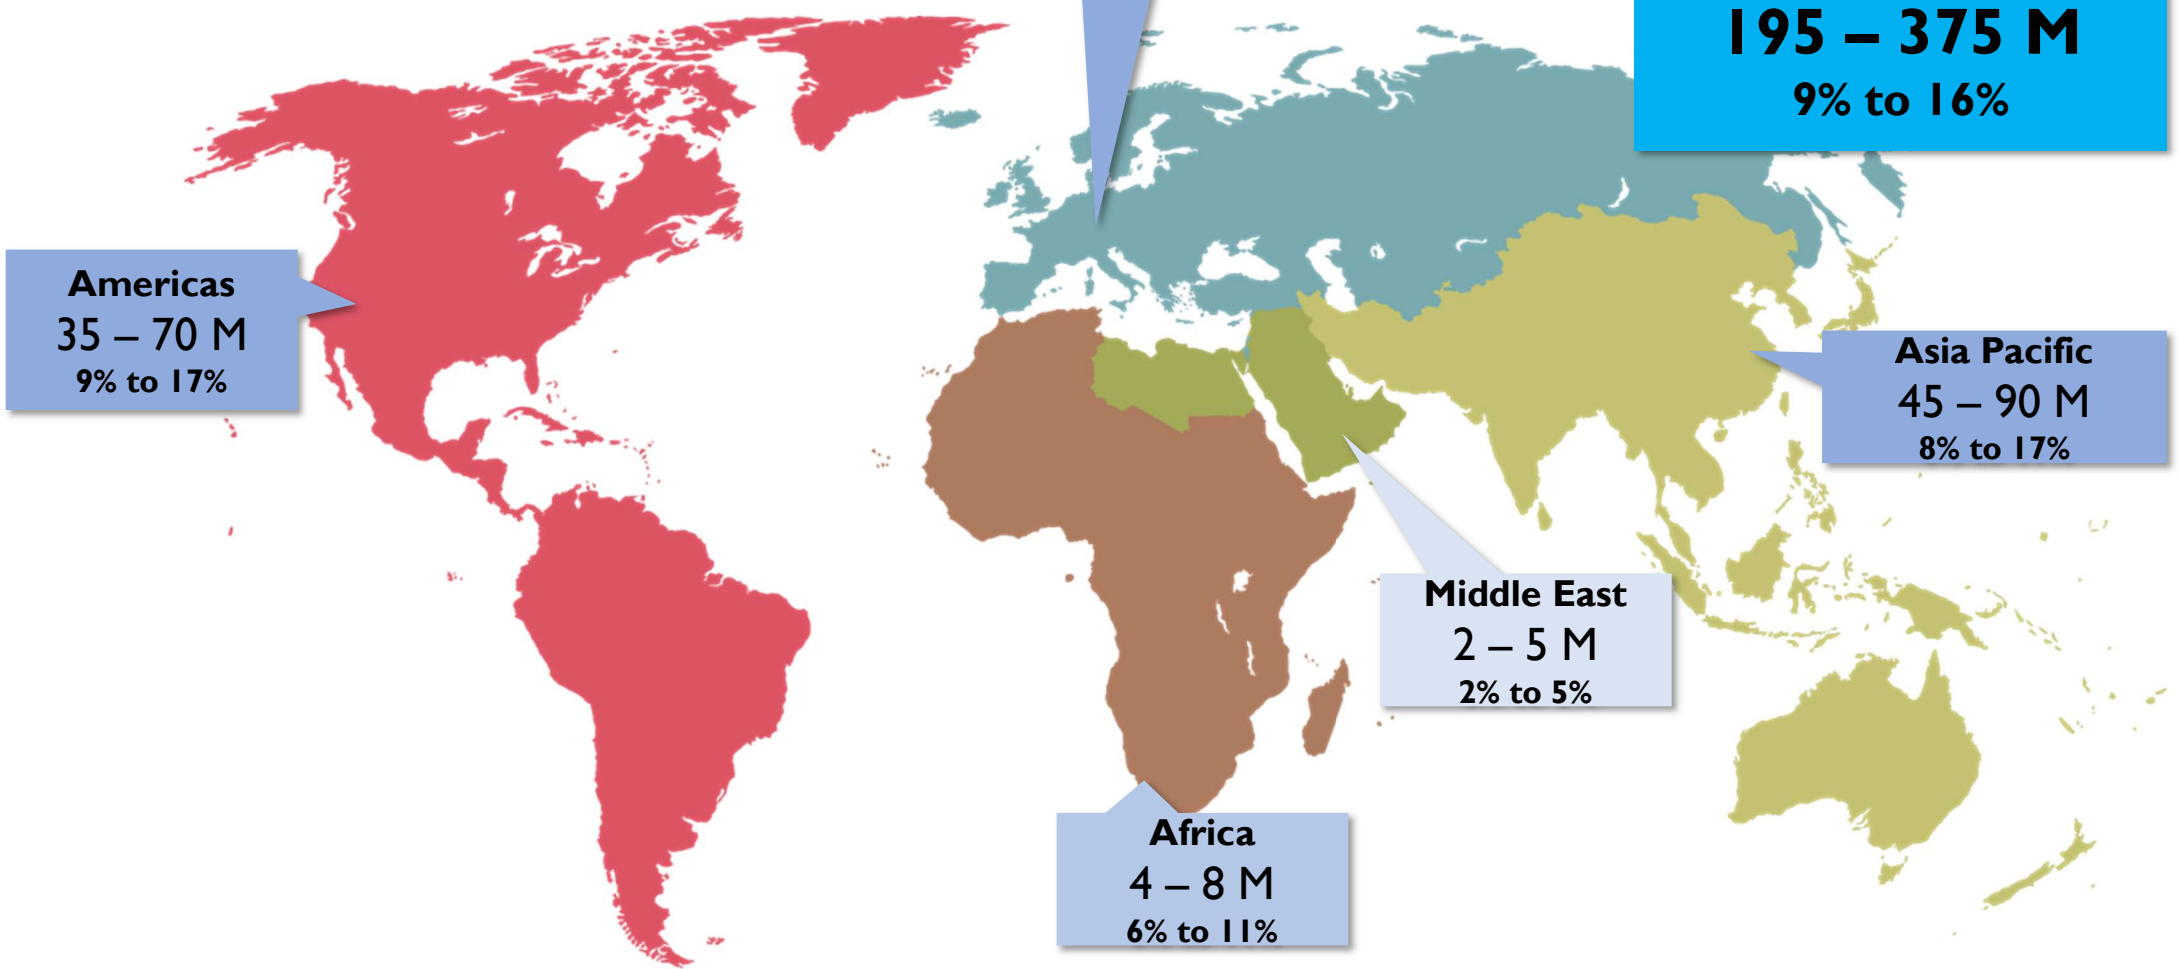 195 – 375 M
9% to 16%
Americas
35 – 70 M
9% to 17%
Asia Pacific
45 – 90 M
8% to 17%
Middle East
2 – 5 M
2% to 5%
Africa
4 – 8 M
6% to 11%